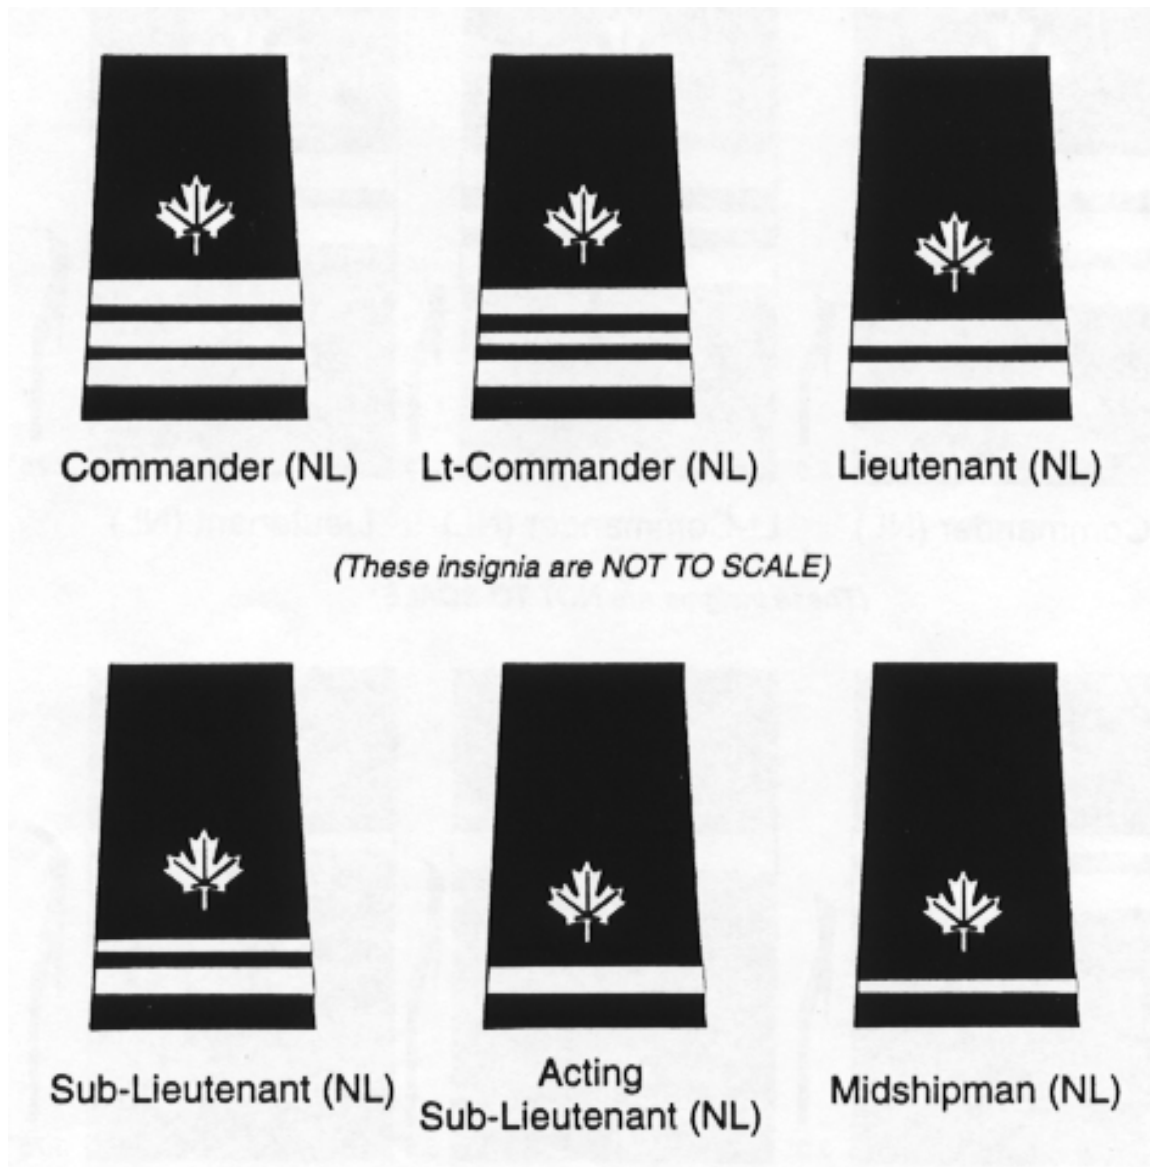 Commander (NL) Lt-Commander (NL) Lieutenant (NL)
(These insignia are NOT TO SCALE)
Sub-Lieutenant (NL) Acting Sub-Lieutenant (NL) Midshipman (NL)